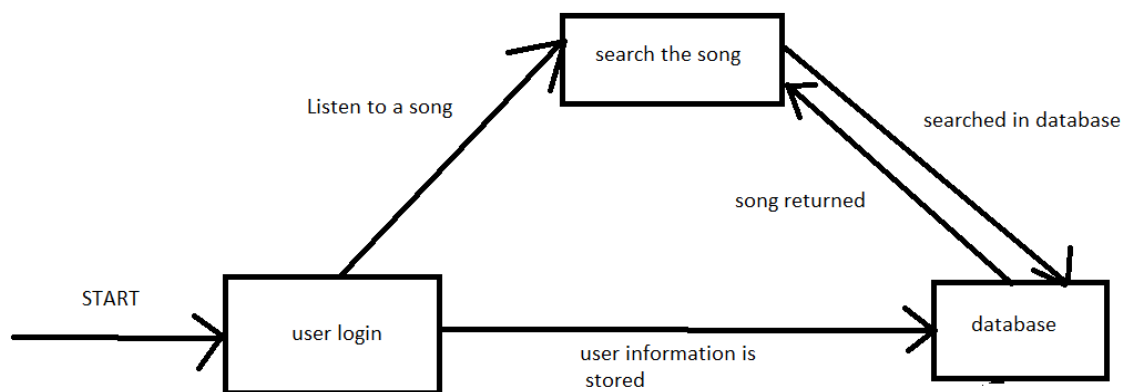 search the song
Listen to a song
searched in database
song returned
START
user login
database
user information is
stored